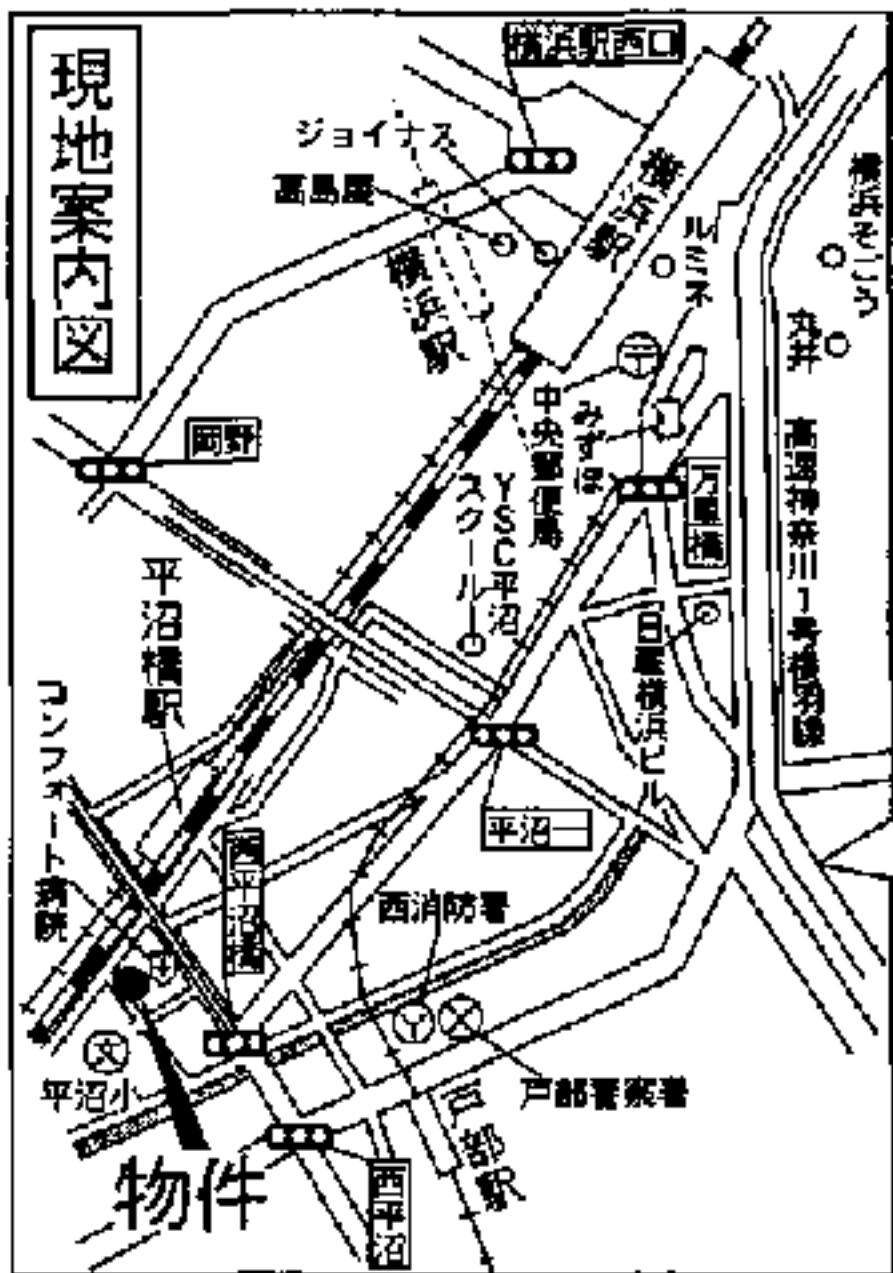 現地案内図
横浜駅西口
ジョイナス
高島屋
横浜駅
横浜駅
ルミネ
横浜そごう
丸井
中央郵便局
みずほ
万里橋
高速神奈川1号横羽線
岡野
YSC平沼
スクール
平沼橋駅
コンフォート病院
日産横浜ビル
平沼一
西平沼橋
西消防署
平沼小
戸部警察署
戸部駅
物件
西平沼